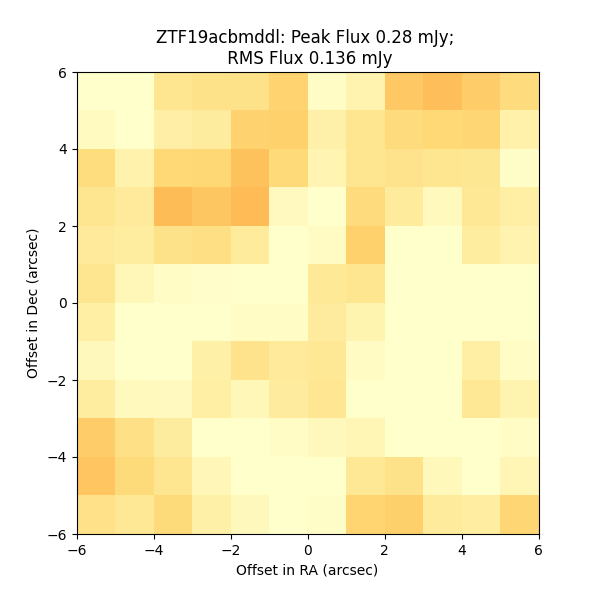 ZTF19acbmddl: Peak Flux 0.28 mJy;
RMS Flux 0.136 mJy
6
4
2
0
−2
−4
−6
Offset in Dec (arcsec)
−6 −4 −2 0 2 4 6
Offset in RA (arcsec)